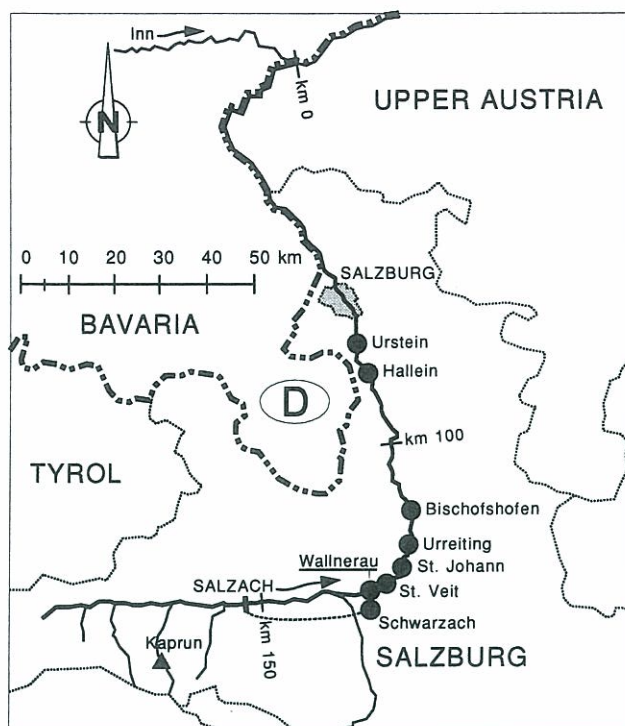 Inn
km 0
UPPER AUSTRIA
N
0 10 20 30 40 50 km
SALZBURG
BAVARIA
Urstein
Hallein
D
km 100
TYROL
Bischofshofen
Urreiting
Wallnerau
St. Johann
SALZACH
St. Veit
Schwarzach
km 150
Kaprun
SALZBURG